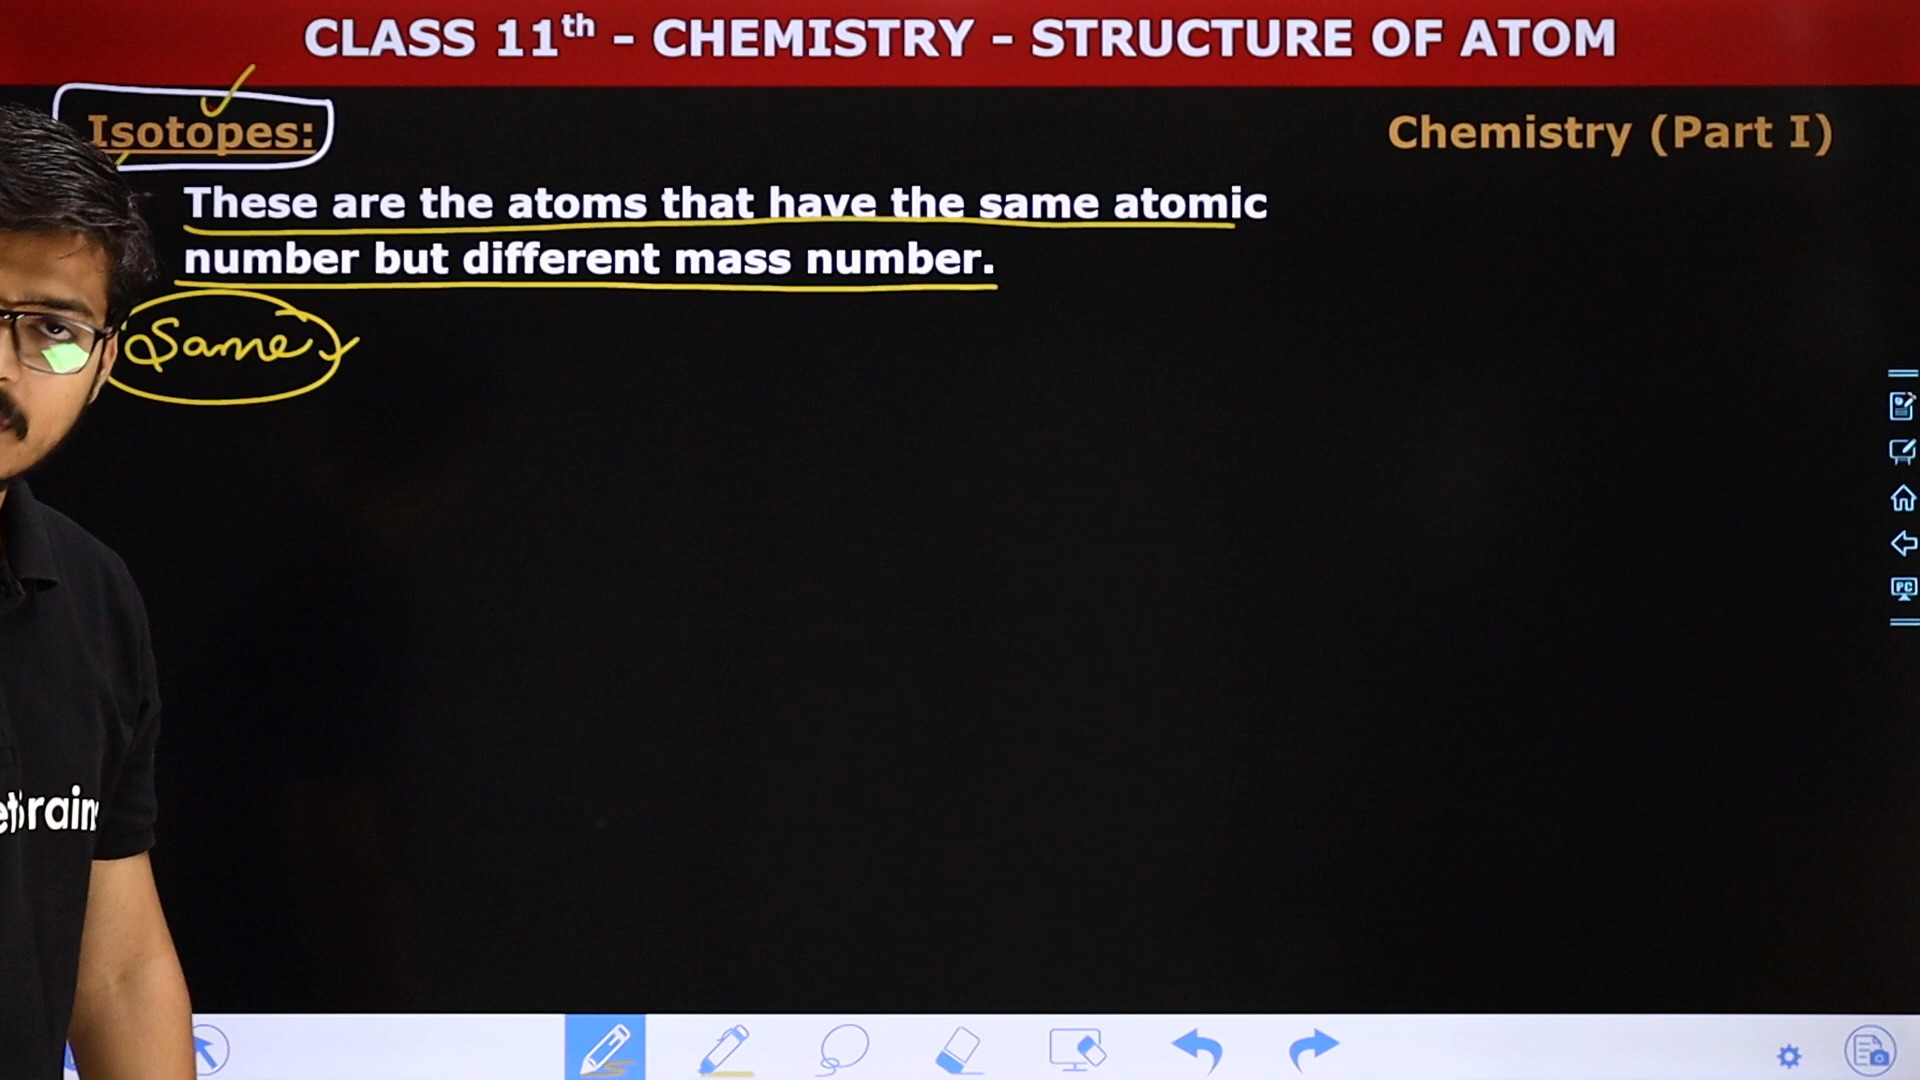 CLASS 11th - CHEMISTRY - STRUCTURE OF ATOM
Isotopes:
Chemistry (Part I)
These are the atoms that have the same atomic
number but different mass number.
Same
PC